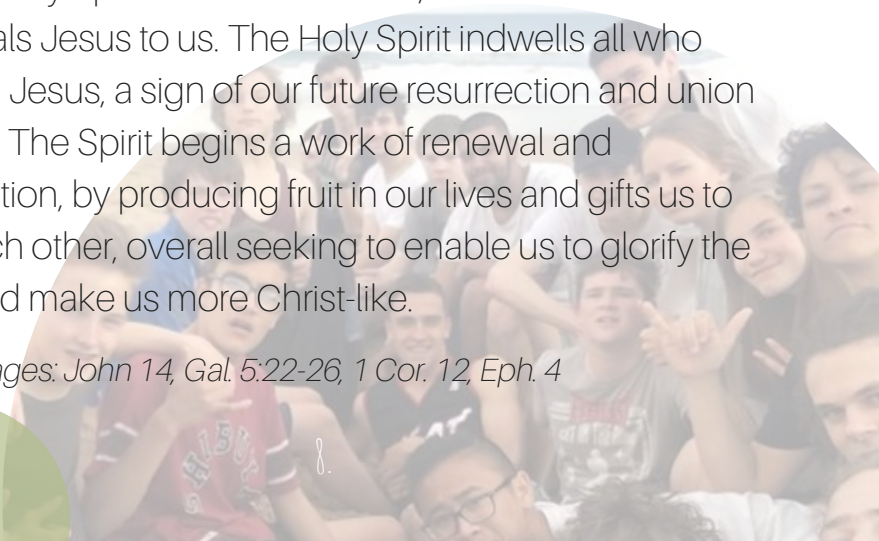 als Jesus to us. The Holy Spirit indwells all who
Jesus, a sign of our future resurrection and union
The Spirit begins a work of renewal and
tion, by producing fruit in our lives and gifts us to
ch other, overall seeking to enable us to glorify the
d make us more Christ-like.
ages: John 14, Gal. 5:22-26, 1 Cor. 12, Eph. 4
8.